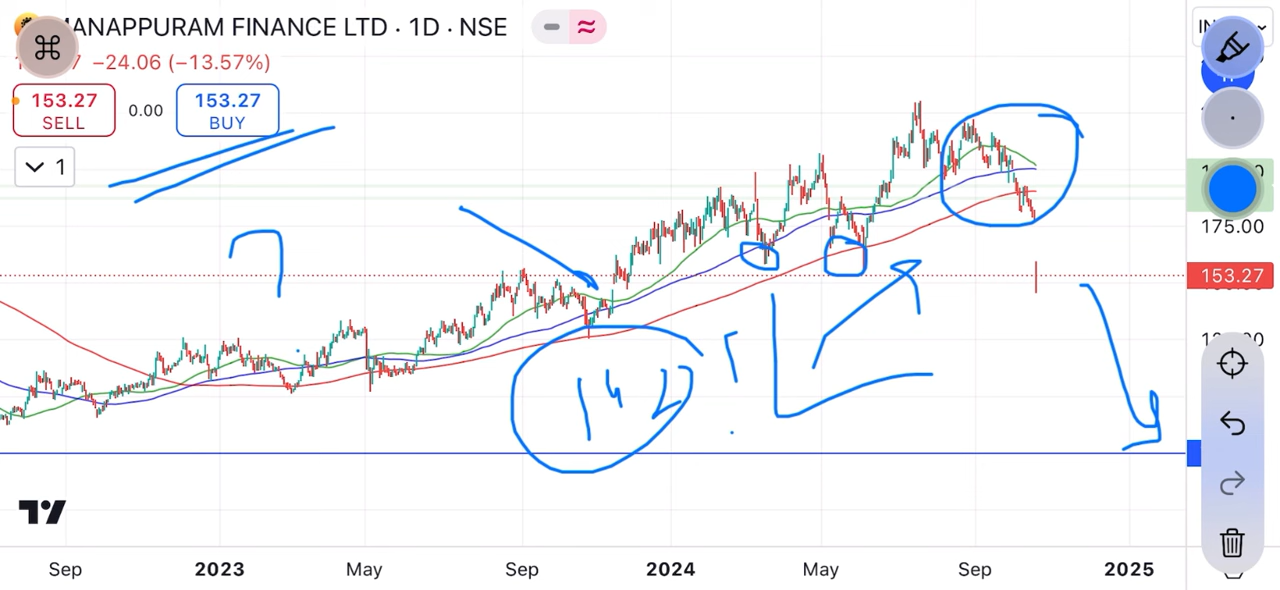 MANAPPURAM FINANCE LTD · 1D · NSE
−24.06 (−13.57%)
153.27
SELL
0.00
153.27
BUY
1
142
175.00
153.27
Sep
2023
May
Sep
2024
May
Sep
2025